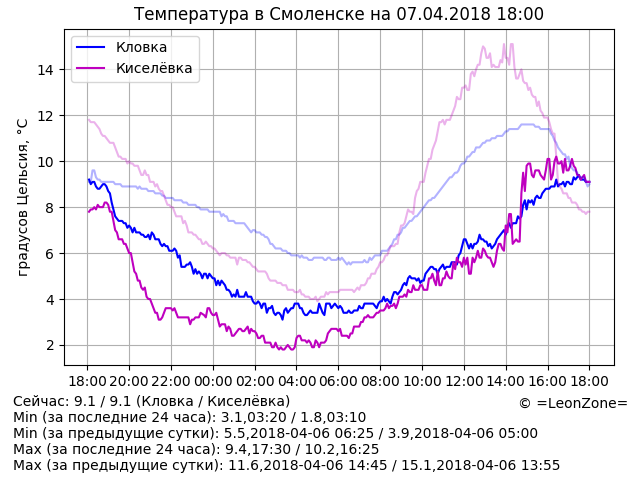 Температура в Смоленске на 07.04.2018 18:00
Кловка
Киселёвка
градусов Цельсия, °C
14
12
10
8
6
4
2
18:00 20:00 22:00 00:00 02:00 04:00 06:00 08:00 10:00 12:00 14:00 16:00 18:00
Сейчас: 9.1 / 9.1 (Кловка / Киселёвка)
© =LeonZone=
Min (за последние 24 часа): 3.1,03:20 / 1.8,03:10
Min (за предыдущие сутки): 5.5,2018-04-06 06:25 / 3.9,2018-04-06 05:00
Max (за последние 24 часа): 9.4,17:30 / 10.2,16:25
Max (за предыдущие сутки): 11.6,2018-04-06 14:45 / 15.1,2018-04-06 13:55